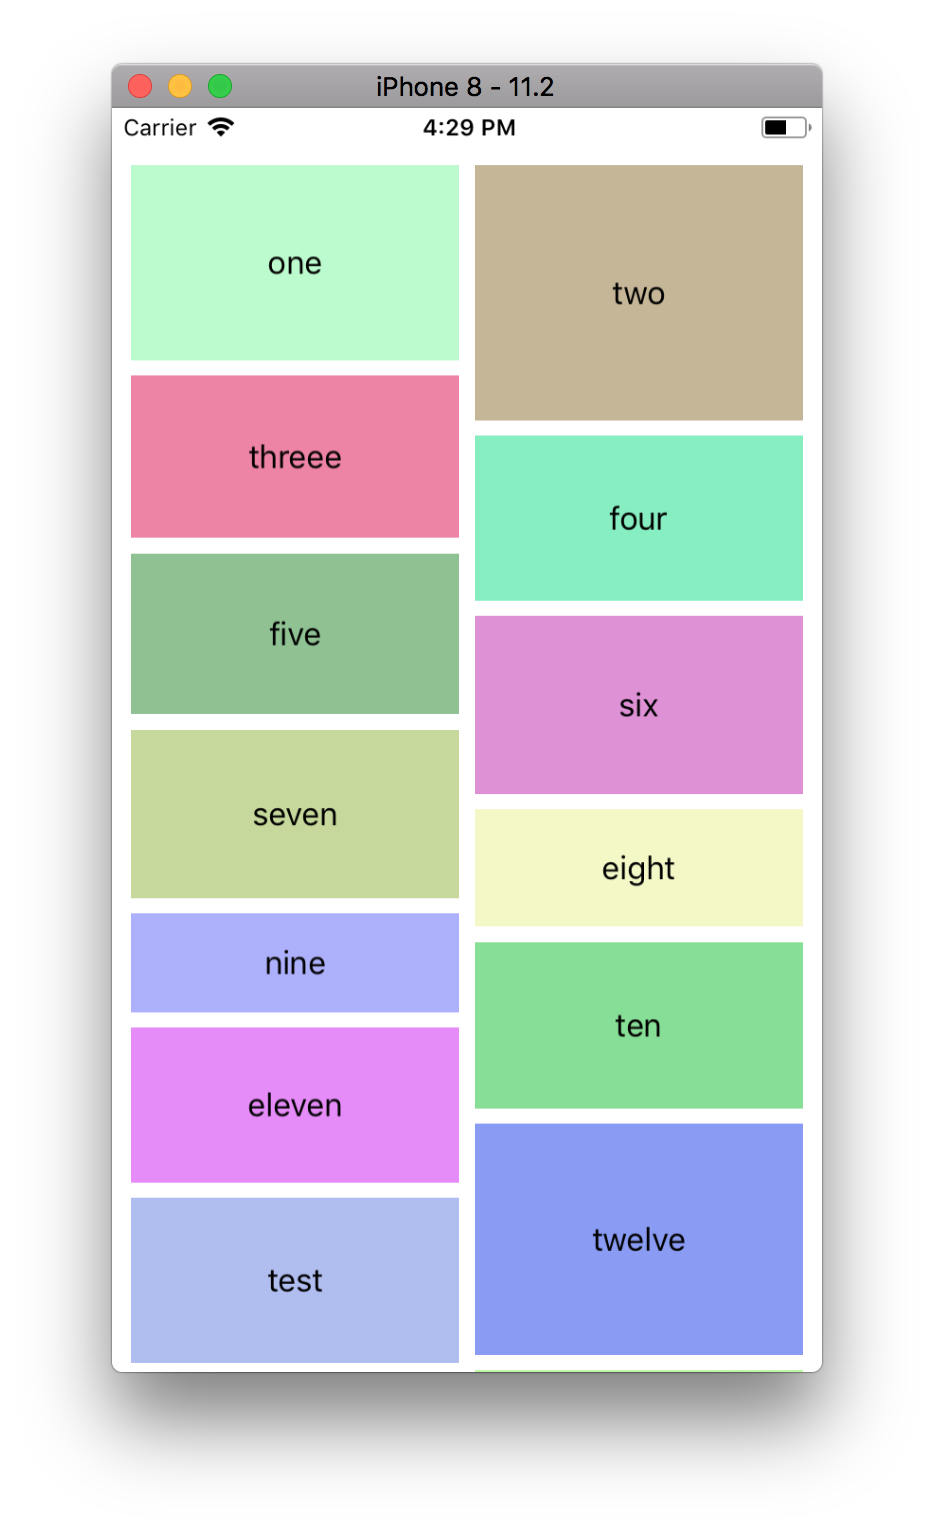 iPhone 8 - 11.2
Carrier 4:29 PM
one
two
threee
four
five
six
seven
eight
nine
ten
eleven
twelve
test